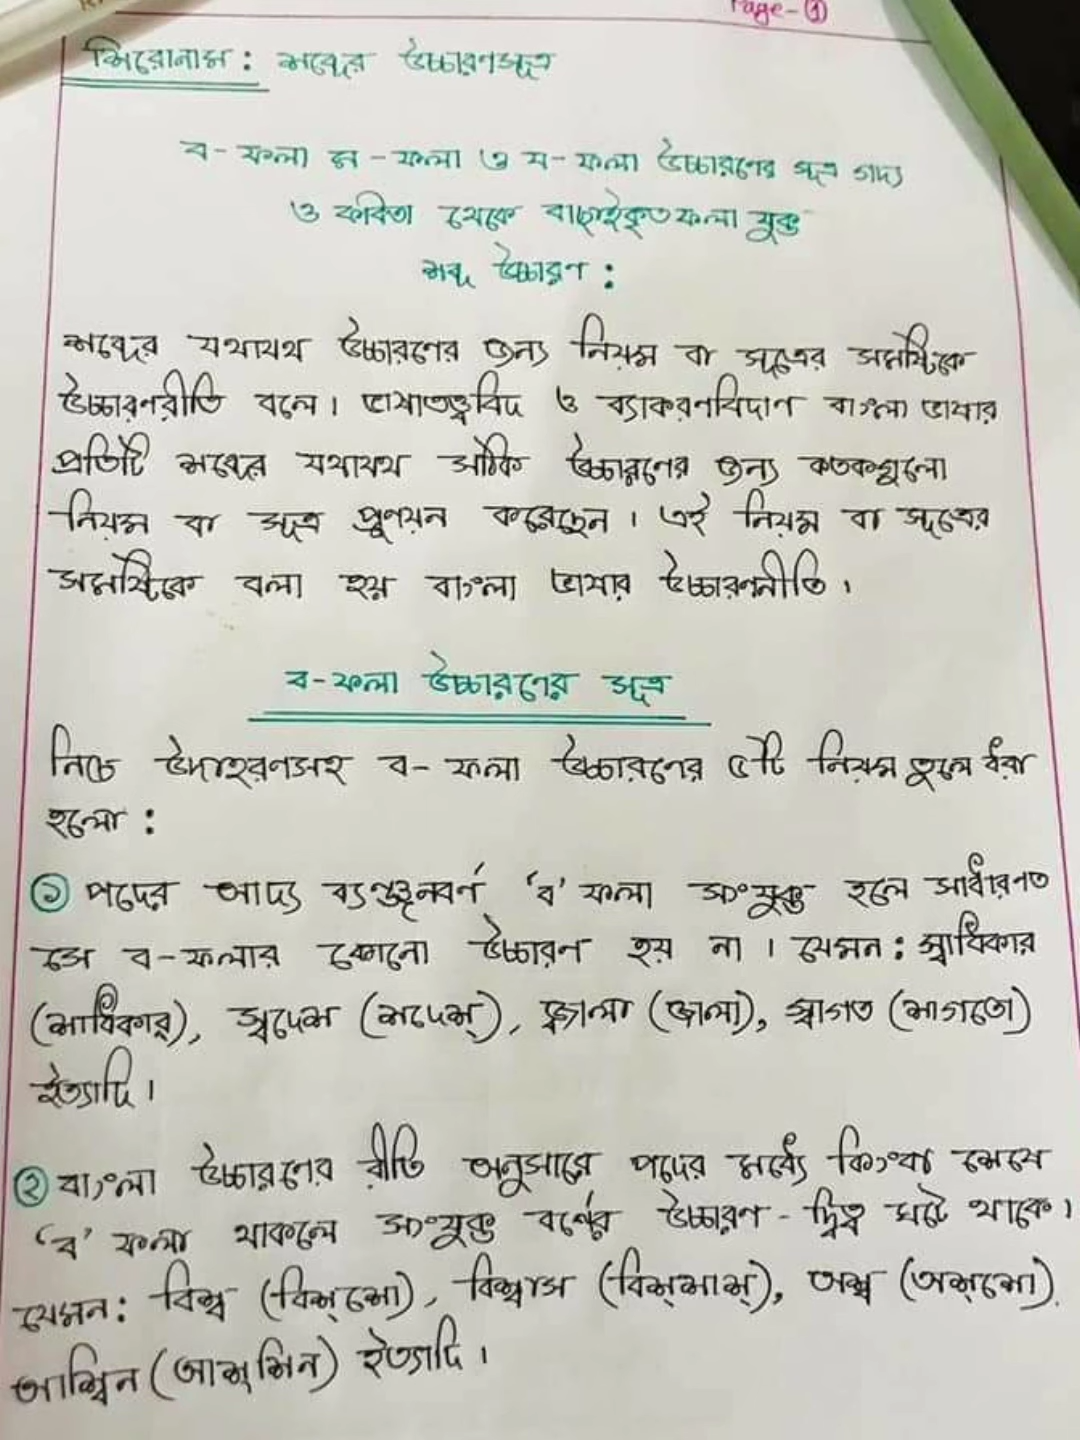 Page-①
শিরোনাম : শব্দের উচ্চারণসূত্র
ব-ফলা ম-ফলা ও য-ফলা উচ্চারণের সূত্র গদ্য
ও কবিতা থেকে বাছাইকৃত ফলা যুক্ত
শব্দ উচ্চারণ :
শব্দের যথাযথ উচ্চারণের জন্য নিয়ম বা সূত্রের সমষ্টিকে
উচ্চারণরীতি বলে। ভাষাতত্ত্ববিদ ও ব্যাকরণবিদগণ বাংলা ভাষার
প্রতিটি শব্দের যথাযথ সঠিক উচ্চারণের জন্য কতকগুলো
নিয়ম বা সূত্র প্রণয়ন করেছেন। এই নিয়ম বা সূত্রের
সমষ্টিকে বলা হয় বাংলা ভাষার উচ্চারণনীতি।
ব-ফলা উচ্চারণের সূত্র
নিচে উদাহরণসহ ব-ফলা উচ্চারণের ৫টি নিয়ম তুলে ধরা
হলো :
① পদের আদ্য ব্যঞ্জনবর্ণ ‘ব’ ফলা সংযুক্ত হলে সাধারণত
সে ব-ফলার কোনো উচ্চারণ হয় না। যেমন : স্বাধিকার
(শাধিকার্), স্বদেশ (শদেশ্), জ্বালা (জালা), স্বাগত (শাগতো)
ইত্যাদি।
② বাংলা উচ্চারণের রীতি অনুসারে পদের মধ্যে কিংবা শেষে
‘ব’ ফলা থাকলে সংযুক্ত বর্ণের উচ্চারণ-দ্বিত্ব ঘটে থাকে।
যেমন : বিশ্ব (বিশ্‌শো), বিশ্বাস (বিশ্‌শাশ্), অশ্ব (অশ্‌শো),
আশ্বিন (আশ্‌শিন) ইত্যাদি।